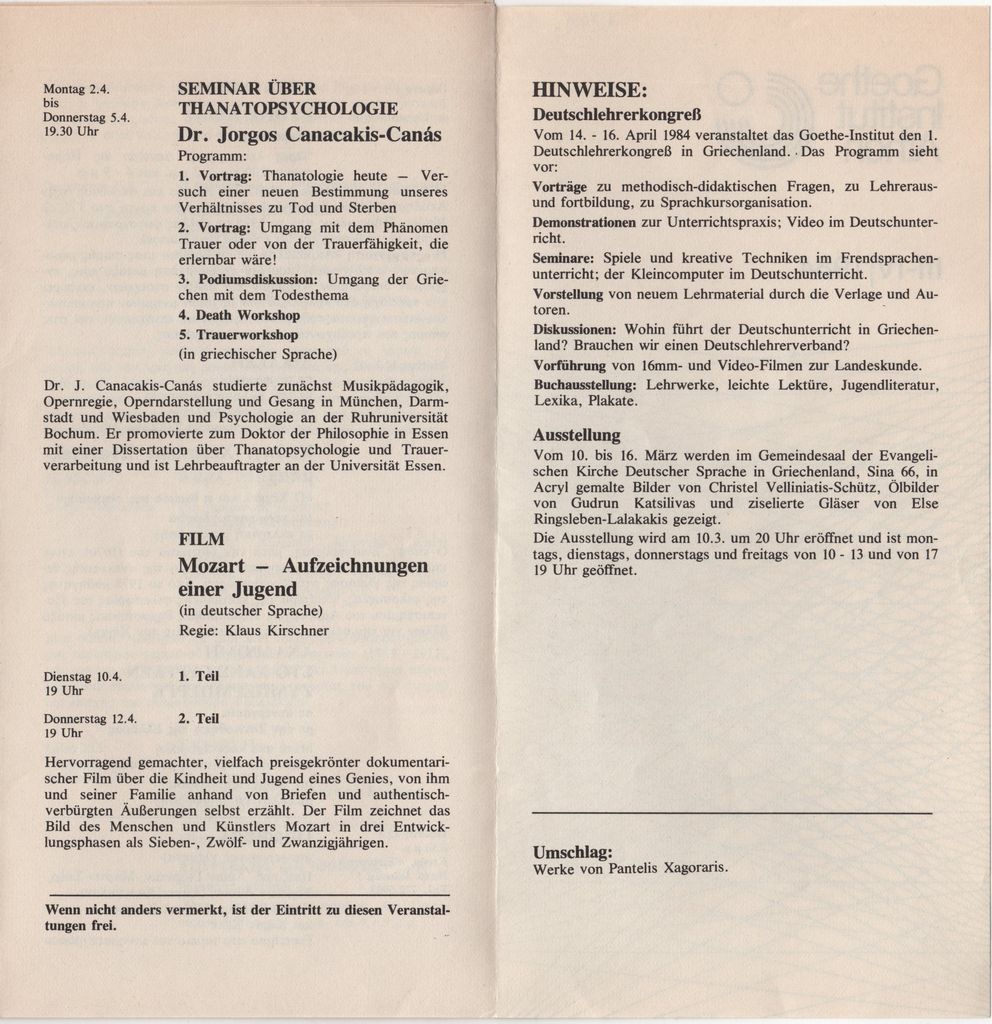 Montag 2.4.
bis
Donnerstag 5.4.
19.30 Uhr
SEMINAR ÜBER
THANATOPSYCHOLOGIE
Dr. Jorgos Canacakis-Canás
Programm:
1. Vortrag: Thanatologie heute — Ver-
such einer neuen Bestimmung unseres
Verhältnisses zu Tod und Sterben
2. Vortrag: Umgang mit dem Phänomen
Trauer oder von der Trauerfähigkeit, die
erlernbar wäre!
3. Podiumsdiskussion: Umgang der Grie-
chen mit dem Todesthema
4. Death Workshop
5. Trauerworkshop
(in griechischer Sprache)
Dr. J. Canacakis-Canás studierte zunächst Musikpädagogik,
Opernregie, Operndarstellung und Gesang in München, Darm-
stadt und Wiesbaden und Psychologie an der Ruhruniversität
Bochum. Er promovierte zum Doktor der Philosophie in Essen
mit einer Dissertation über Thanatopsychologie und Trauer-
verarbeitung und ist Lehrbeauftragter an der Universität Essen.
FILM
Mozart — Aufzeichnungen
einer Jugend
(in deutscher Sprache)
Regie: Klaus Kirschner
Dienstag 10.4.
19 Uhr
1. Teil
Donnerstag 12.4.
19 Uhr
2. Teil
Hervorragend gemachter, vielfach preisgekrönter dokumentari-
scher Film über die Kindheit und Jugend eines Genies, von ihm
und seiner Familie anhand von Briefen und authentisch-
verbürgten Äußerungen selbst erzählt. Der Film zeichnet das
Bild des Menschen und Künstlers Mozart in drei Entwick-
lungsphasen als Sieben-, Zwölf- und Zwanzigjährigen.
Wenn nicht anders vermerkt, ist der Eintritt zu diesen Veranstal-
tungen frei.
HINWEISE:
Deutschlehrerkongreß
Vom 14. - 16. April 1984 veranstaltet das Goethe-Institut den 1.
Deutschlehrerkongreß in Griechenland. Das Programm sieht
vor:
Vorträge zu methodisch-didaktischen Fragen, zu Lehreraus-
und fortbildung, zu Sprachkursorganisation.
Demonstrationen zur Unterrichtspraxis; Video im Deutschunter-
richt.
Seminare: Spiele und kreative Techniken im Frendsprachen-
unterricht; der Kleincomputer im Deutschunterricht.
Vorstellung von neuem Lehrmaterial durch die Verlage und Au-
toren.
Diskussionen: Wohin führt der Deutschunterricht in Griechen-
land? Brauchen wir einen Deutschlehrerverband?
Vorführung von 16mm- und Video-Filmen zur Landeskunde.
Buchausstellung: Lehrwerke, leichte Lektüre, Jugendliteratur,
Lexika, Plakate.
Ausstellung
Vom 10. bis 16. März werden im Gemeindesaal der Evangeli-
schen Kirche Deutscher Sprache in Griechenland, Sina 66, in
Acryl gemalte Bilder von Christel Velliniatis-Schütz, Ölbilder
von Gudrun Katsilivas und ziselierte Gläser von Else
Ringsleben-Lalakakis gezeigt.
Die Ausstellung wird am 10.3. um 20 Uhr eröffnet und ist mon-
tags, dienstags, donnerstags und freitags von 10 - 13 und von 17
19 Uhr geöffnet.
Umschlag:
Werke von Pantelis Xagoraris.